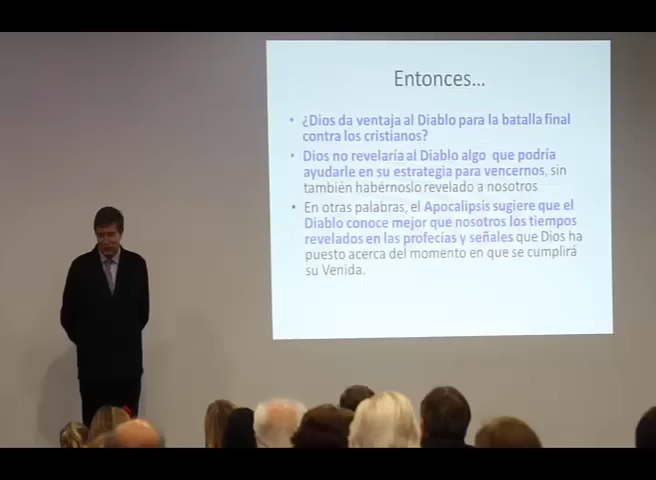 Entonces...
• ¿Dios da ventaja al Diablo para la batalla final
contra los cristianos?
• Dios no revelaría al Diablo algo que podría
ayudarle en su estrategia para vencernos, sin
también habérnoslo revelado a nosotros
• En otras palabras, el Apocalipsis sugiere que el
Diablo conoce mejor que nosotros los tiempos
revelados en las profecías y señales que Dios ha
puesto acerca del momento en que se cumplirá
su Venida.